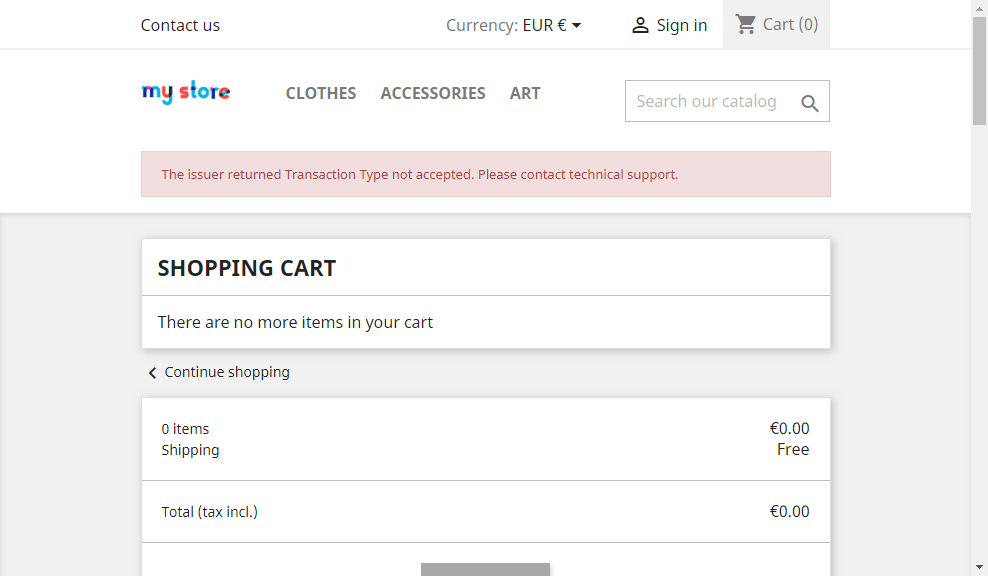 Contact us
Currency: EUR €
Sign in
Cart (0)
my store
CLOTHES
ACCESSORIES
ART
Search our catalog
The issuer returned Transaction Type not accepted. Please contact technical support.
SHOPPING CART
There are no more items in your cart
Continue shopping
0 items €0.00
Shipping Free
Total (tax incl.) €0.00